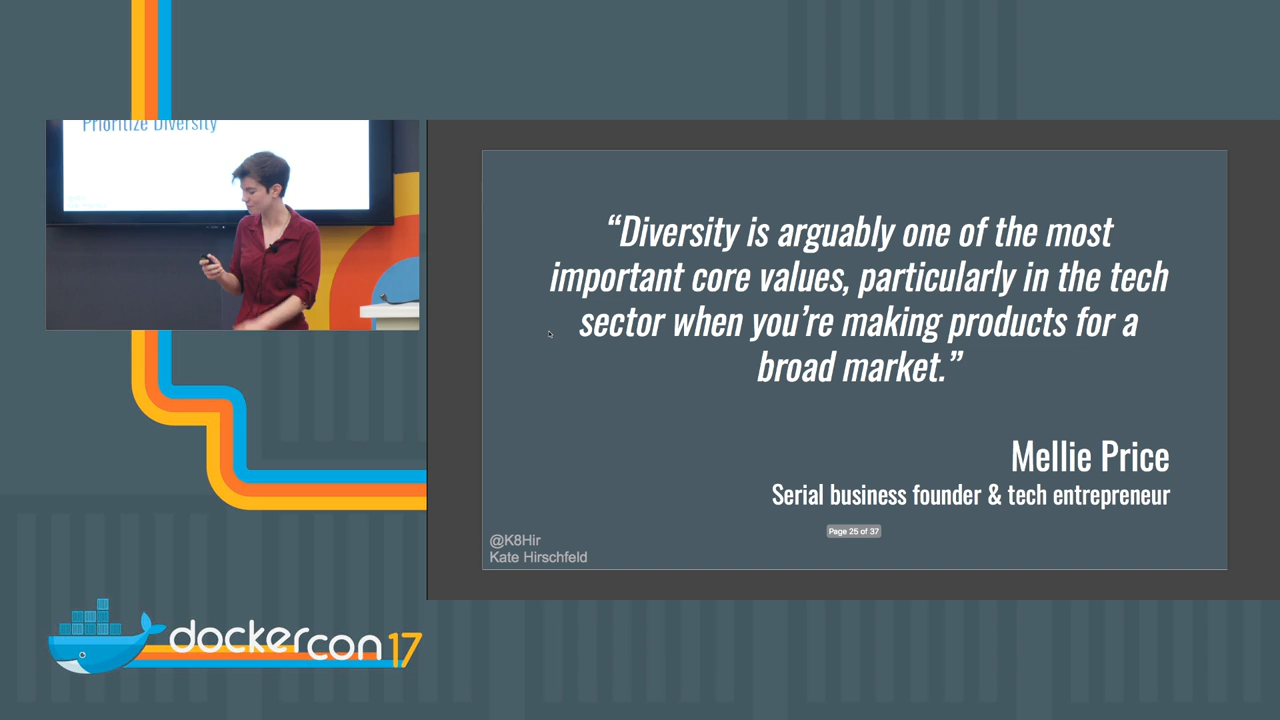 Prioritize Diversity
“Diversity is arguably one of the most
important core values, particularly in the tech
sector when you’re making products for a
broad market.”
Mellie Price
Serial business founder & tech entrepreneur
Page 25 of 37
@K8Hir
Kate Hirschfeld
dockercon 17